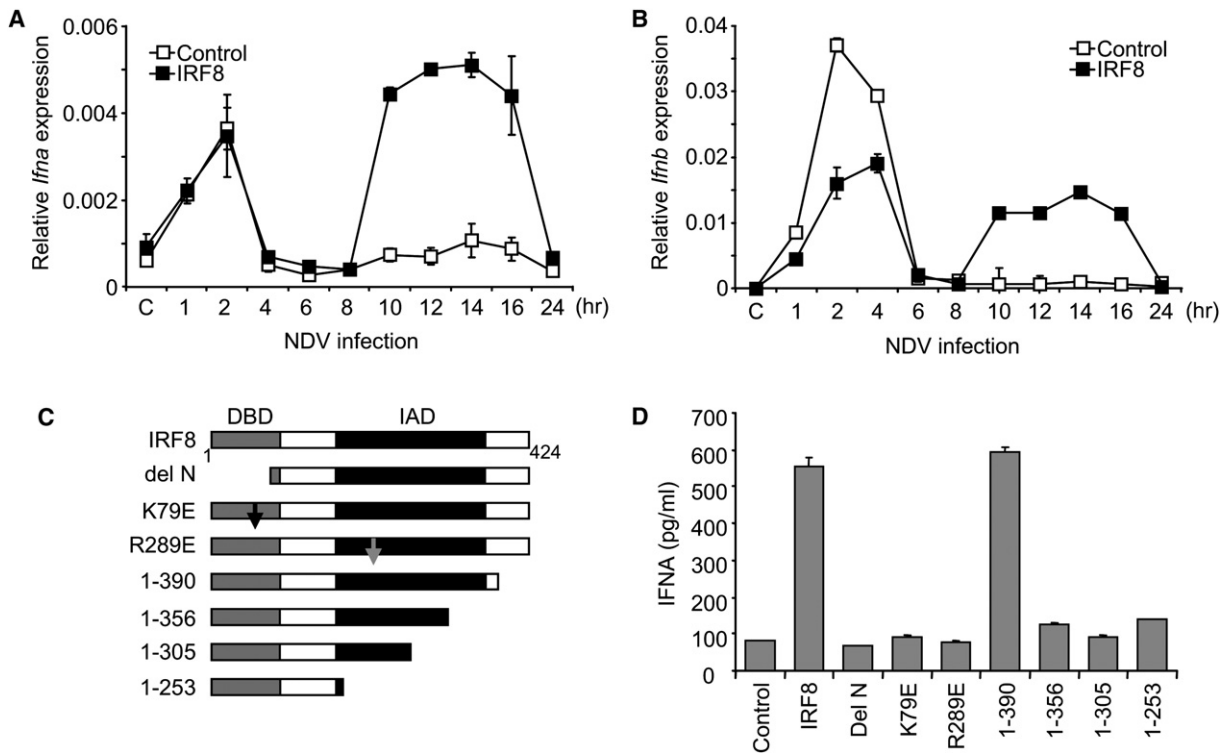 A
Relative Ifna expression
0.006
0.004
0.002
0
Control
IRF8
C 1 2 4 6 8 10 12 14 16 24 (hr)
NDV infection
B
Relative Ifnb expression
0.04
0.03
0.02
0.01
0
Control
IRF8
C 1 2 4 6 8 10 12 14 16 24 (hr)
NDV infection
C
DBD IAD
IRF8
1 424
del N
K79E
R289E
1-390
1-356
1-305
1-253
D
IFNA (pg/ml)
700
600
500
400
300
200
100
0
Control
IRF8
Del N
K79E
R289E
1-390
1-356
1-305
1-253